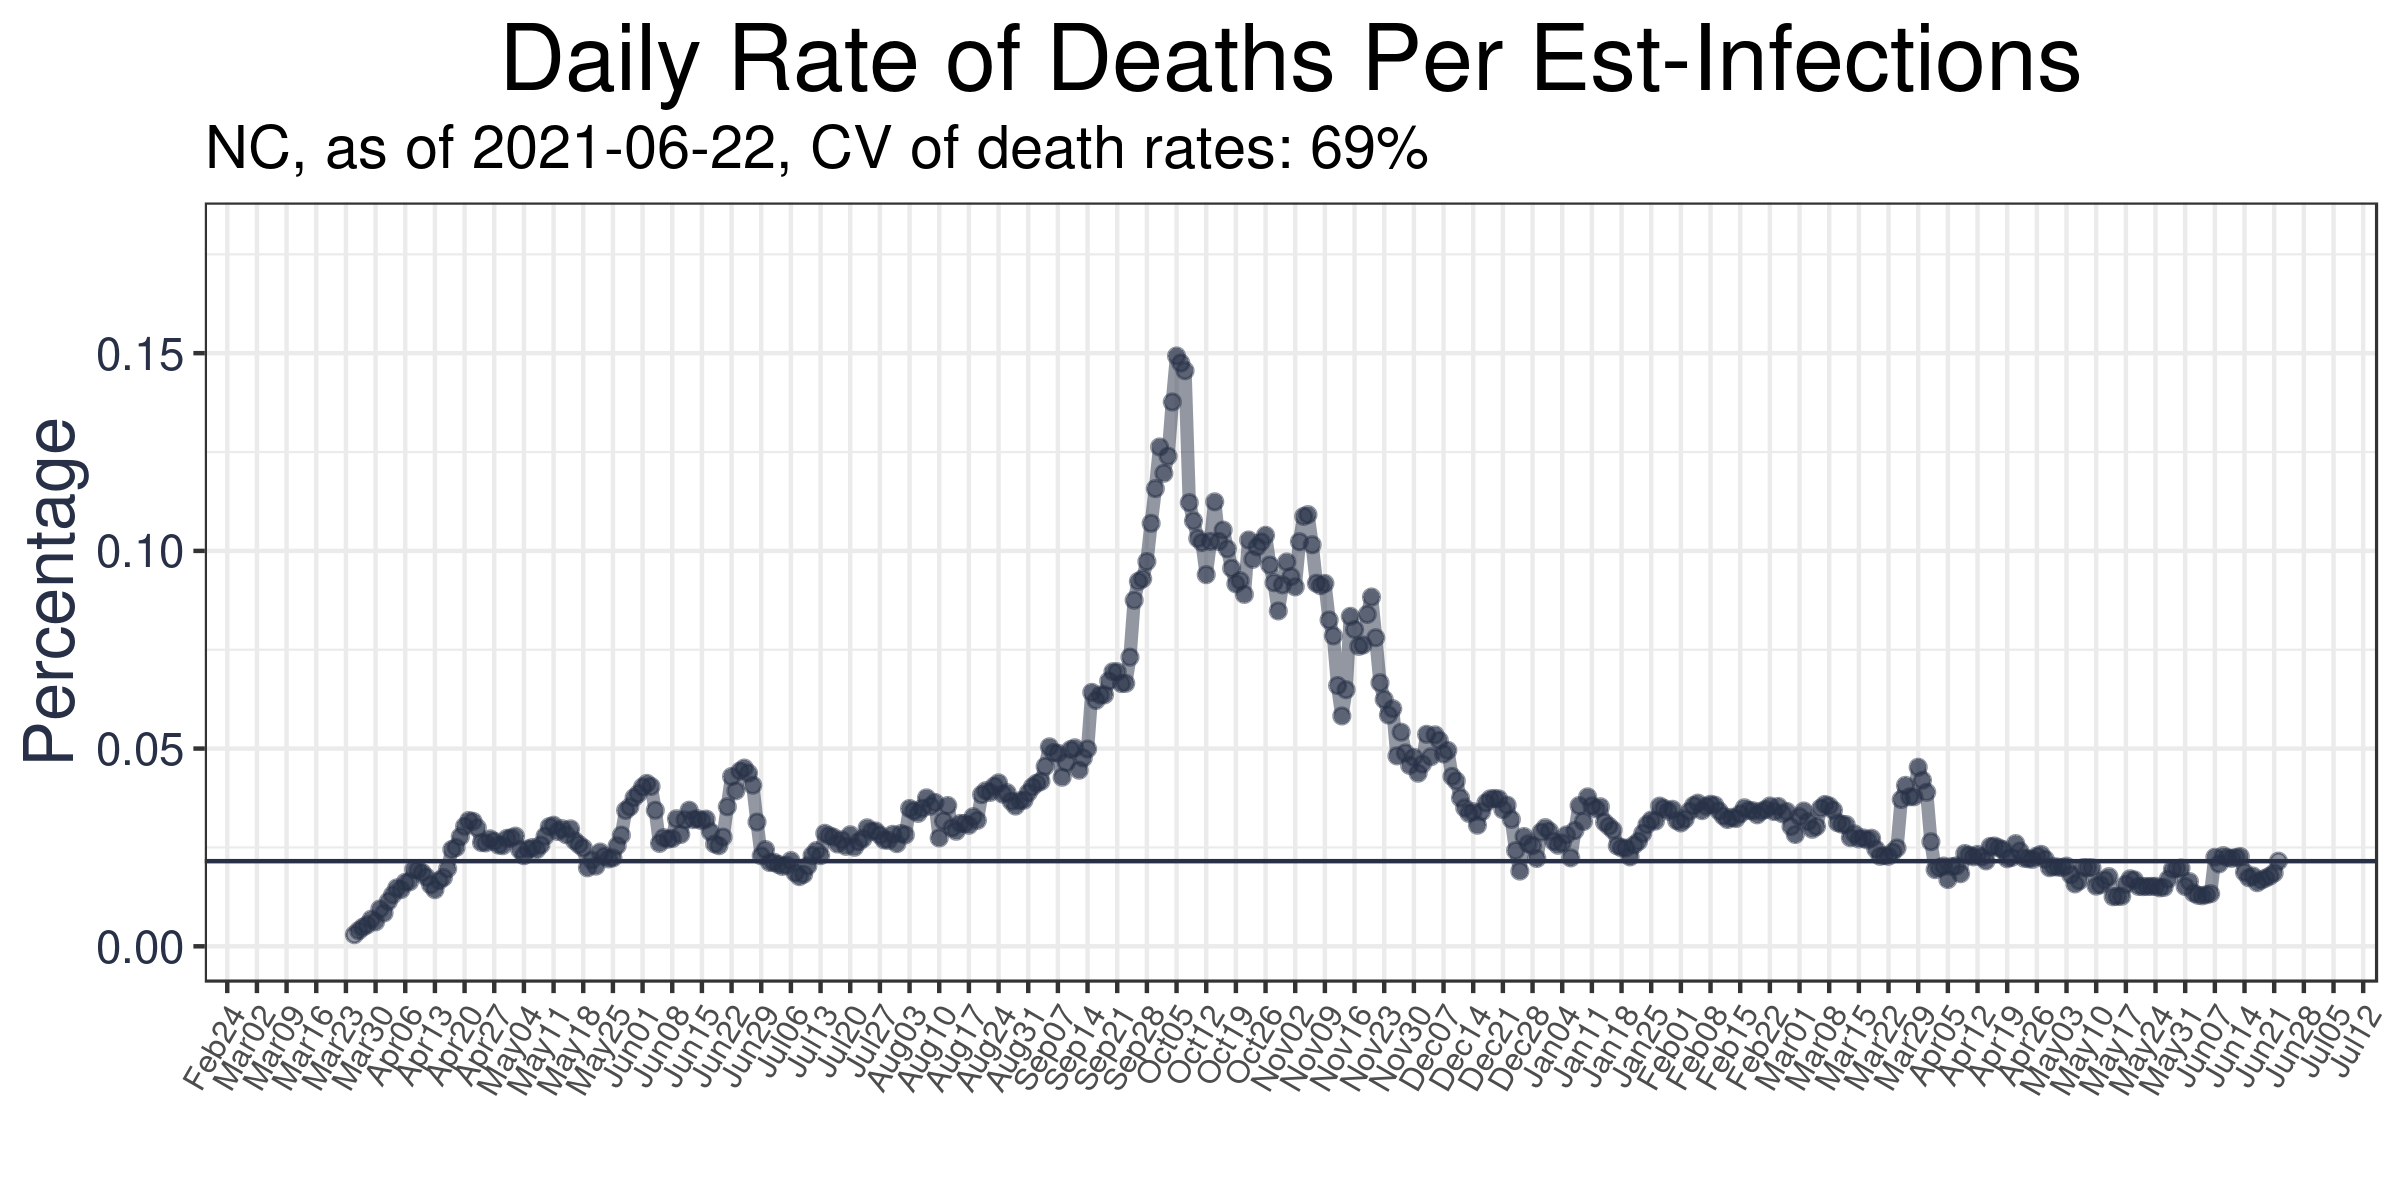 Daily Rate of Deaths Per Est-Infections
NC, as of 2021-06-22, CV of death rates: 69%
Percentage
0.15
0.10
0.05
0.00
Feb24
Mar02
Mar09
Mar16
Mar23
Mar30
Apr06
Apr13
Apr20
Apr27
May04
May11
May18
May25
Jun01
Jun08
Jun15
Jun22
Jun29
Jul06
Jul13
Jul20
Jul27
Aug03
Aug10
Aug17
Aug24
Aug31
Sep07
Sep14
Sep21
Sep28
Oct05
Oct12
Oct19
Oct26
Nov02
Nov09
Nov16
Nov23
Nov30
Dec07
Dec14
Dec21
Dec28
Jan04
Jan11
Jan18
Jan25
Feb01
Feb08
Feb15
Feb22
Mar01
Mar08
Mar15
Mar22
Mar29
Apr05
Apr12
Apr19
Apr26
May03
May10
May17
May24
May31
Jun07
Jun14
Jun21
Jun28
Jul05
Jul12